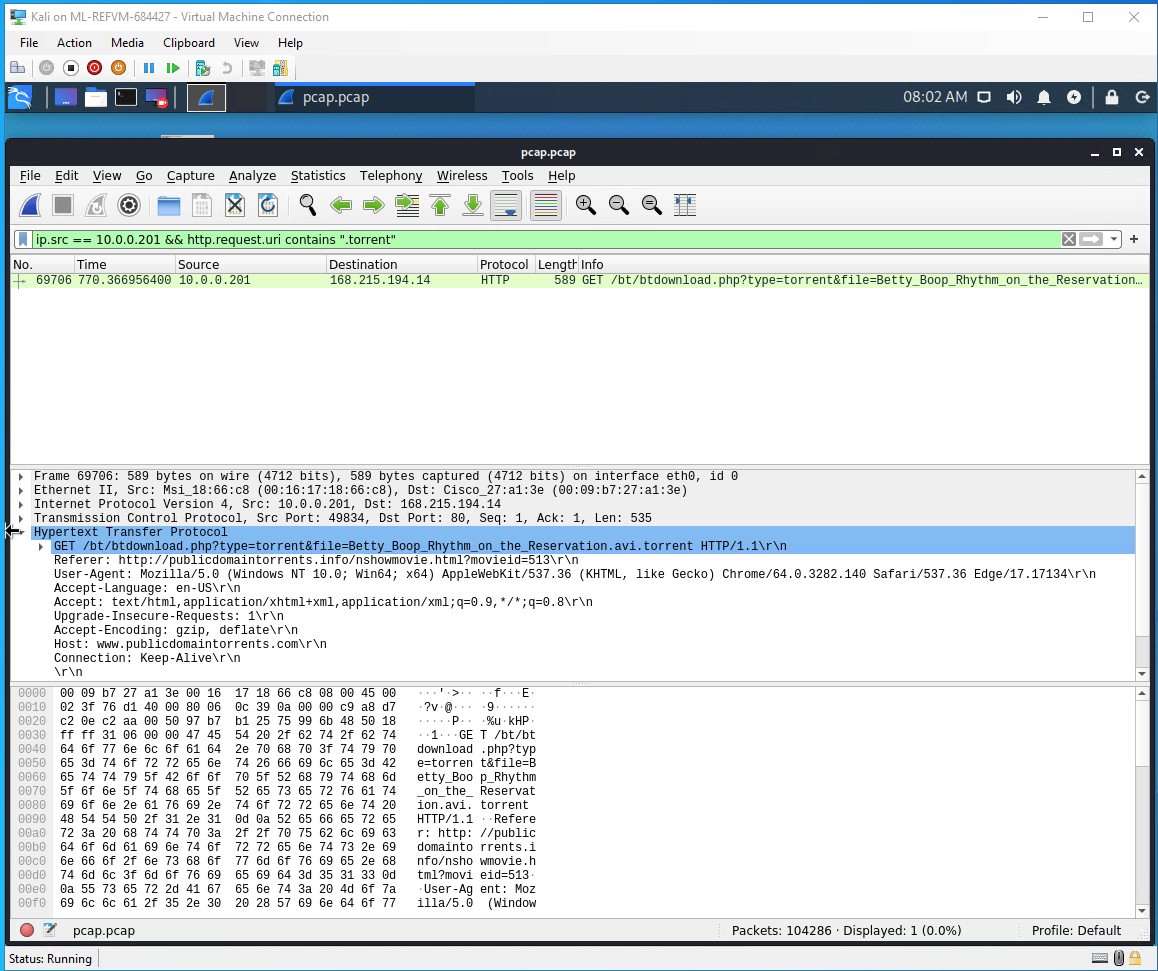 Kali on ML-REFVM-684427 - Virtual Machine Connection
File Action Media Clipboard View Help
pcap.pcap 08:02 AM
pcap.pcap
File Edit View Go Capture Analyze Statistics Telephony Wireless Tools Help
ip.src == 10.0.0.201 && http.request.uri contains ".torrent"
No. Time Source Destination Protocol Length Info
69706 770.366956400 10.0.0.201 168.215.194.14 HTTP 589 GET /bt/btdownload.php?type=torrent&file=Betty_Boop_Rhythm_on_the_Reservation…
Frame 69706: 589 bytes on wire (4712 bits), 589 bytes captured (4712 bits) on interface eth0, id 0
Ethernet II, Src: Msi_18:66:c8 (00:16:17:18:66:c8), Dst: Cisco_27:a1:3e (00:09:b7:27:a1:3e)
Internet Protocol Version 4, Src: 10.0.0.201, Dst: 168.215.194.14
Transmission Control Protocol, Src Port: 49834, Dst Port: 80, Seq: 1, Ack: 1, Len: 535
Hypertext Transfer Protocol
GET /bt/btdownload.php?type=torrent&file=Betty_Boop_Rhythm_on_the_Reservation.avi.torrent HTTP/1.1\r\n
Referer: http://publicdomaintorrents.info/nshowmovie.html?movieid=513\r\n
User-Agent: Mozilla/5.0 (Windows NT 10.0; Win64; x64) AppleWebKit/537.36 (KHTML, like Gecko) Chrome/64.0.3282.140 Safari/537.36 Edge/17.17134\r\n
Accept-Language: en-US\r\n
Accept: text/html,application/xhtml+xml,application/xml;q=0.9,*/*;q=0.8\r\n
Upgrade-Insecure-Requests: 1\r\n
Accept-Encoding: gzip, deflate\r\n
Host: www.publicdomaintorrents.com\r\n
Connection: Keep-Alive\r\n
\r\n
0000 00 09 b7 27 a1 3e 00 16 17 18 66 c8 08 00 45 00 ···'·>·· ··f···E·
0010 02 3f 76 d1 40 00 80 06 0c 39 0a 00 00 c9 a8 d7 ·?v·@··· ·9······
0020 c2 0e c2 aa 00 50 97 b7 b1 25 75 99 6b 48 50 18 ·····P·· ·%u·kHP·
0030 ff ff 31 06 00 00 47 45 54 20 2f 62 74 2f 62 74 ··1···GE T /bt/bt
0040 64 6f 77 6e 6c 6f 61 64 2e 70 68 70 3f 74 79 70 download .php?typ
0050 65 3d 74 6f 72 72 65 6e 74 26 66 69 6c 65 3d 42 e=torren t&file=B
0060 65 74 74 79 5f 42 6f 6f 70 5f 52 68 79 74 68 6d etty_Boo p_Rhythm
0070 5f 6f 6e 5f 74 68 65 5f 52 65 73 65 72 76 61 74 _on_the_ Reservat
0080 69 6f 6e 2e 61 76 69 2e 74 6f 72 72 65 6e 74 20 ion.avi. torrent
0090 48 54 54 50 2f 31 2e 31 0d 0a 52 65 66 65 72 65 HTTP/1.1 ··Refere
00a0 72 3a 20 68 74 74 70 3a 2f 2f 70 75 62 6c 69 63 r: http: //public
00b0 64 6f 6d 61 69 6e 74 6f 72 72 65 6e 74 73 2e 69 domainto rrents.i
00c0 6e 66 6f 2f 6e 73 68 6f 77 6d 6f 76 69 65 2e 68 nfo/nsho wmovie.h
00d0 74 6d 6c 3f 6d 6f 76 69 65 69 64 3d 35 31 33 0d tml?movi eid=513·
00e0 0a 55 73 65 72 2d 41 67 65 6e 74 3a 20 4d 6f 7a ·User-Ag ent: Moz
00f0 69 6c 6c 61 2f 35 2e 30 20 28 57 69 6e 64 6f 77 illa/5.0 (Window
pcap.pcap Packets: 104286 · Displayed: 1 (0.0%) Profile: Default
Status: Running